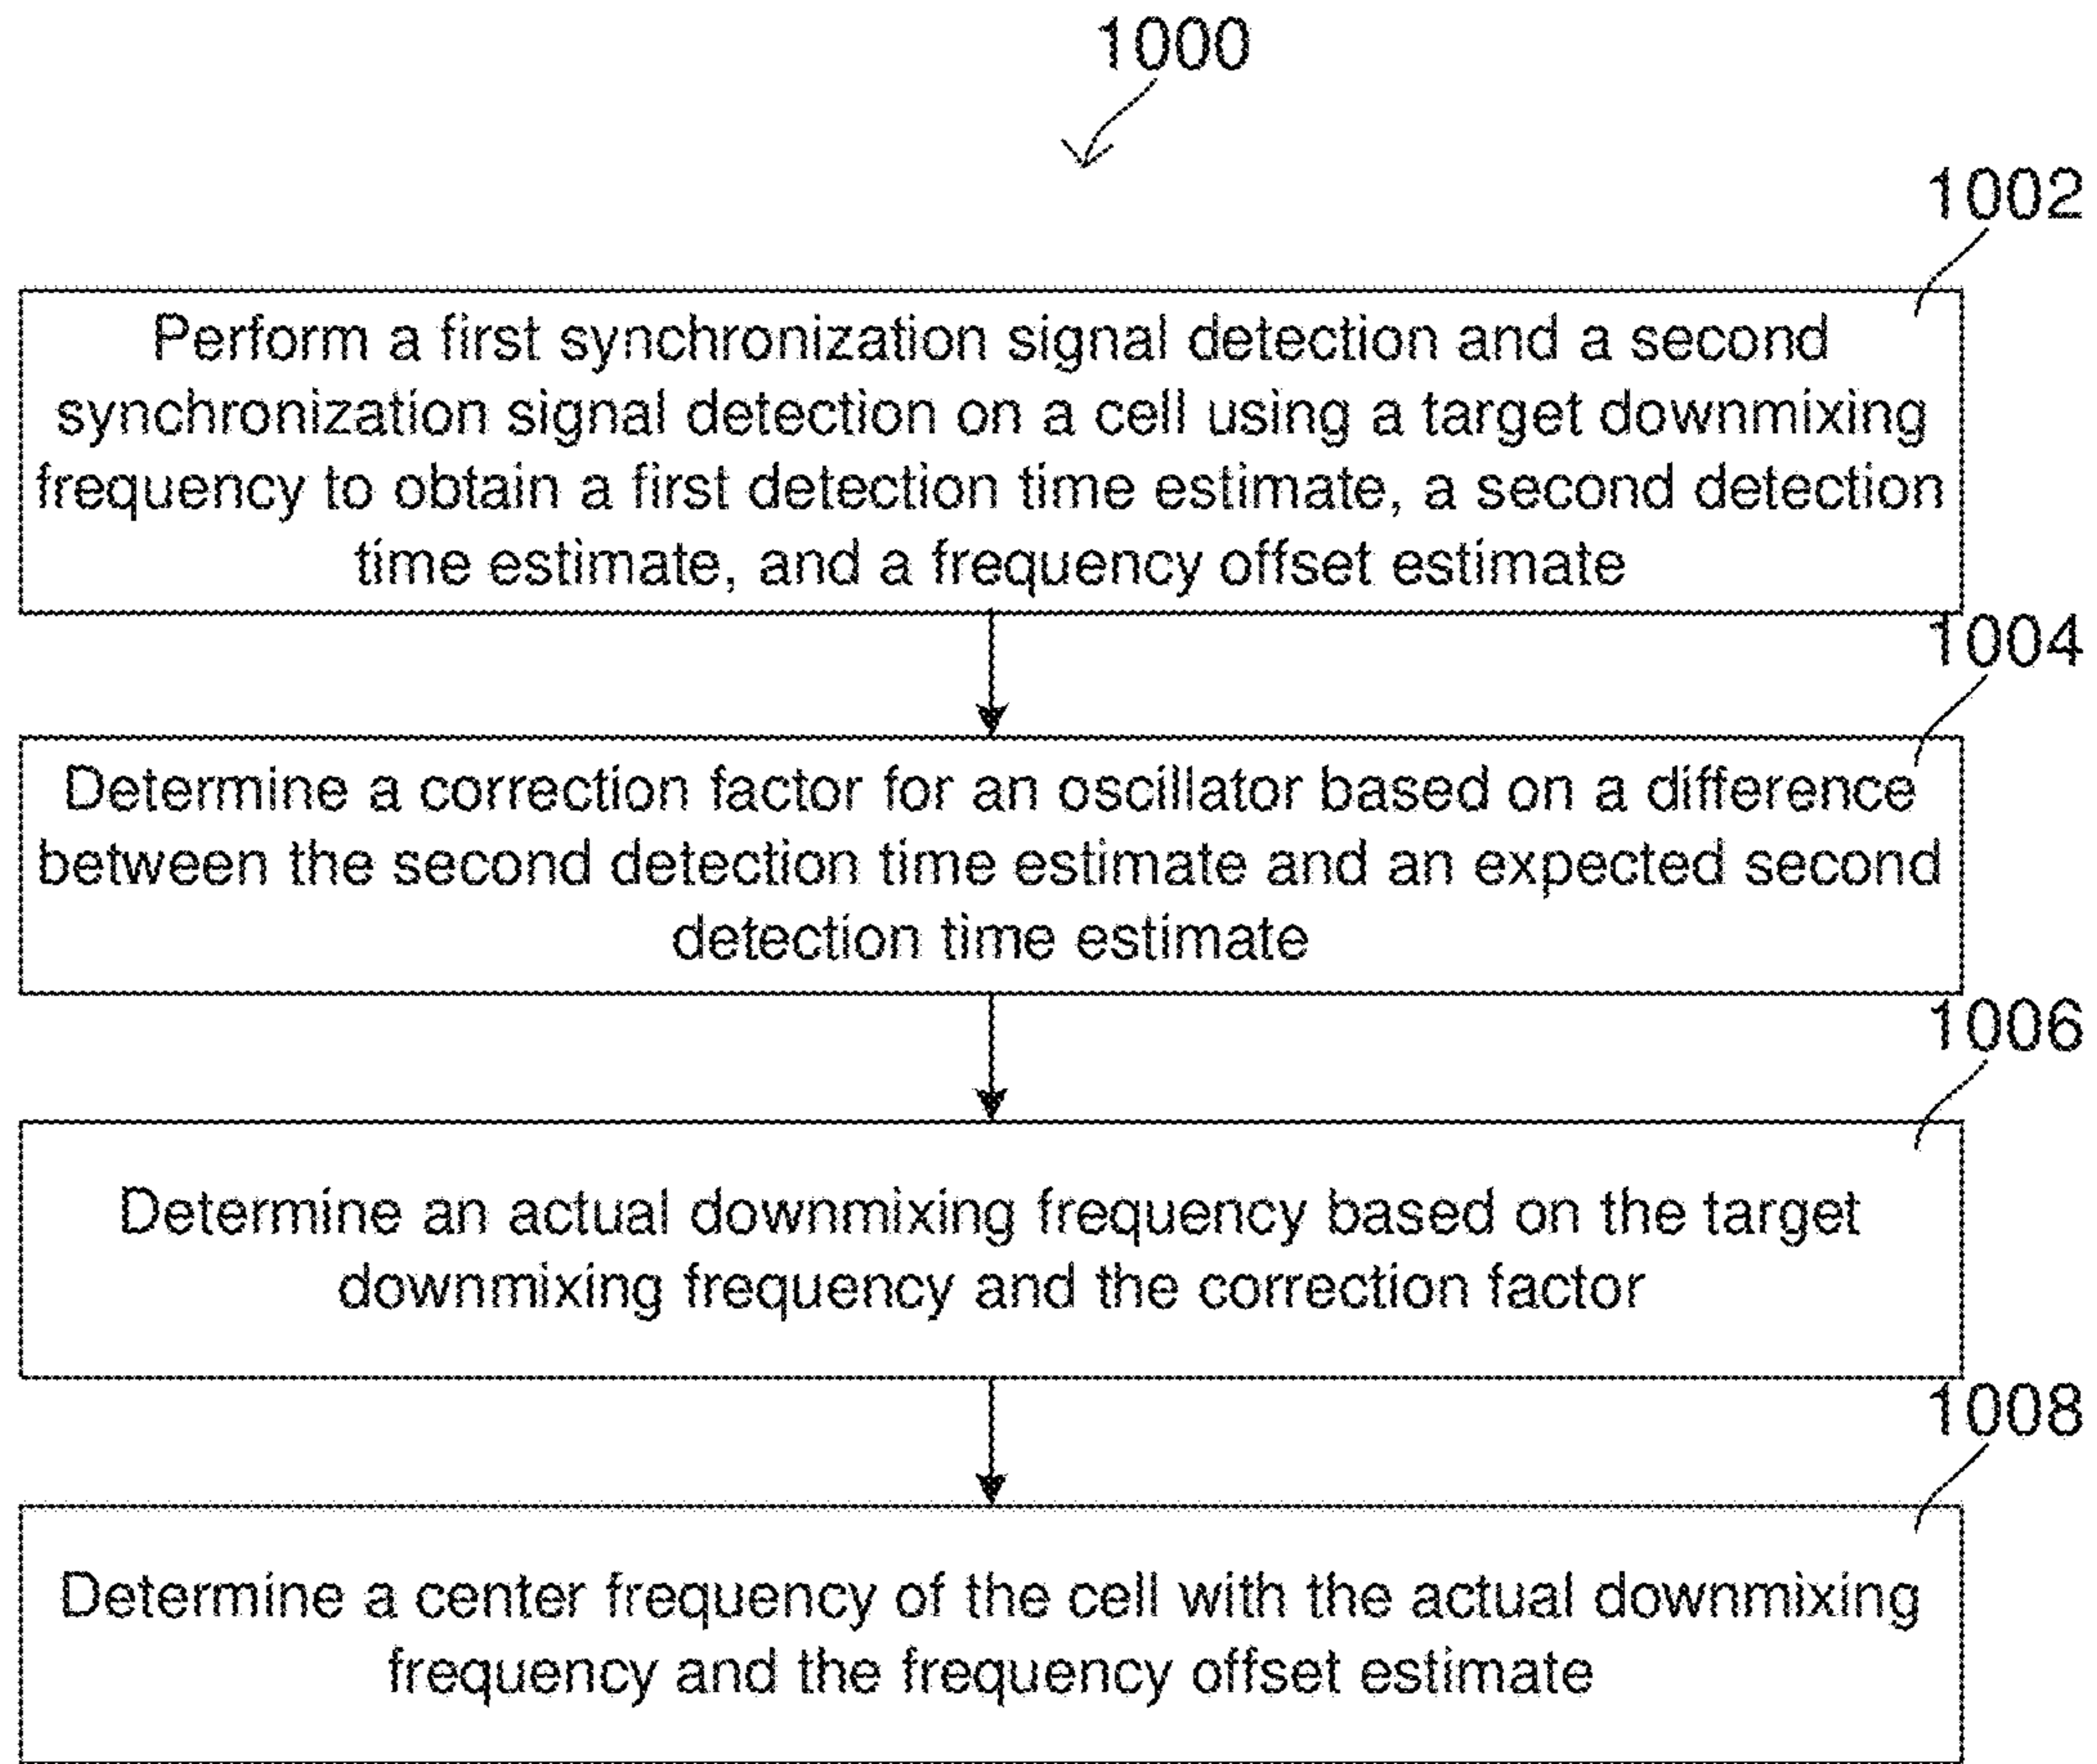 1000
1002
Perform a first synchronization signal detection and a second
synchronization signal detection on a cell using a target downmixing
frequency to obtain a first detection time estimate, a second detection
time estimate, and a frequency offset estimate
1004
Determine a correction factor for an oscillator based on a difference
between the second detection time estimate and an expected second
detection time estimate
1006
Determine an actual downmixing frequency based on the target
downmixing frequency and the correction factor
1008
Determine a center frequency of the cell with the actual downmixing
frequency and the frequency offset estimate